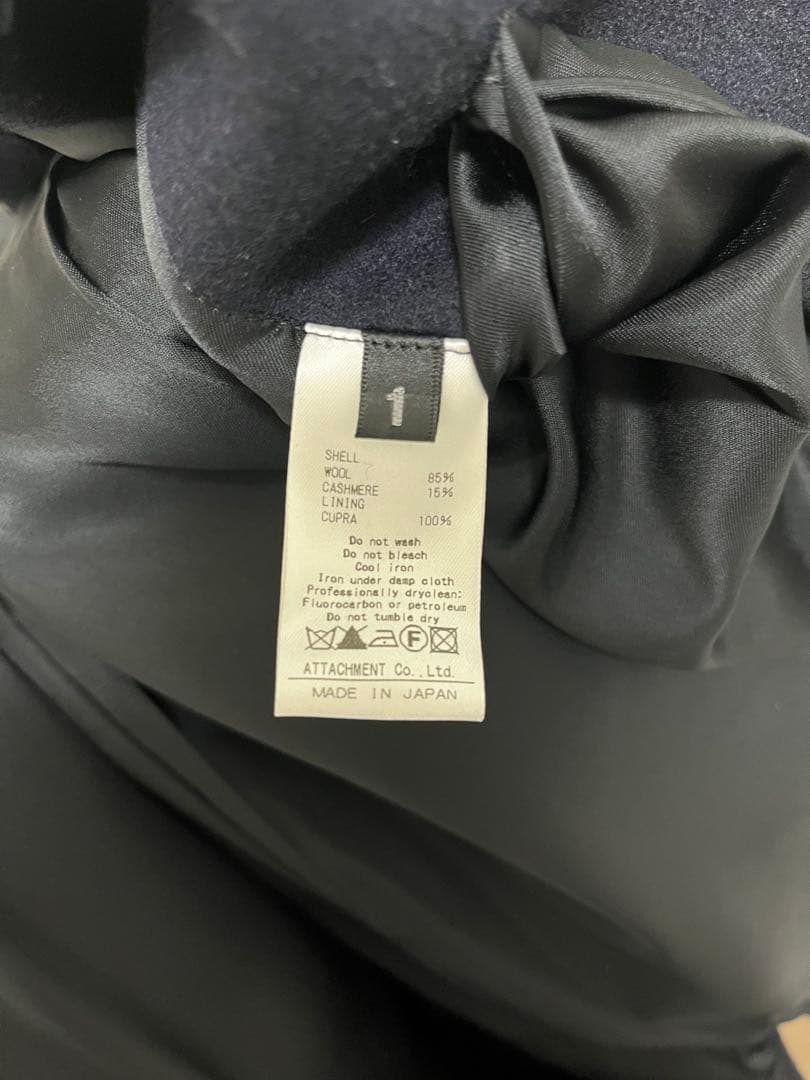 1
SHELL
WOOL 85%
CASHMERE 15%
LINING
CUPRA 100%
Do not wash
Do not bleach
Cool iron
Iron under damp cloth
Professionally dryclean:
Fluorocarbon or petroleum
Do not tumble dry
F
ATTACHMENT Co.,Ltd.
MADE IN JAPAN